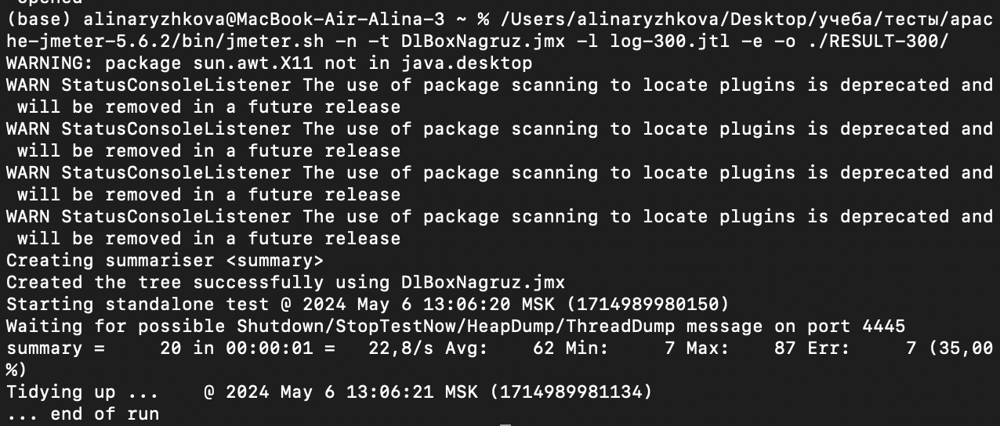 opened
(base) alinaryzhkova@MacBook-Air-Alina-3 ~ % /Users/alinaryzhkova/Desktop/учеба/тесты/apac
he-jmeter-5.6.2/bin/jmeter.sh -n -t DlBoxNagruz.jmx -l log-300.jtl -e -o ./RESULT-300/
WARNING: package sun.awt.X11 not in java.desktop
WARN StatusConsoleListener The use of package scanning to locate plugins is deprecated and
 will be removed in a future release
WARN StatusConsoleListener The use of package scanning to locate plugins is deprecated and
 will be removed in a future release
WARN StatusConsoleListener The use of package scanning to locate plugins is deprecated and
 will be removed in a future release
WARN StatusConsoleListener The use of package scanning to locate plugins is deprecated and
 will be removed in a future release
Creating summariser <summary>
Created the tree successfully using DlBoxNagruz.jmx
Starting standalone test @ 2024 May 6 13:06:20 MSK (1714989980150)
Waiting for possible Shutdown/StopTestNow/HeapDump/ThreadDump message on port 4445
summary =     20 in 00:00:01 =   22,8/s Avg:    62 Min:     7 Max:    87 Err:     7 (35,00
%)
Tidying up ...    @ 2024 May 6 13:06:21 MSK (1714989981134)
... end of run